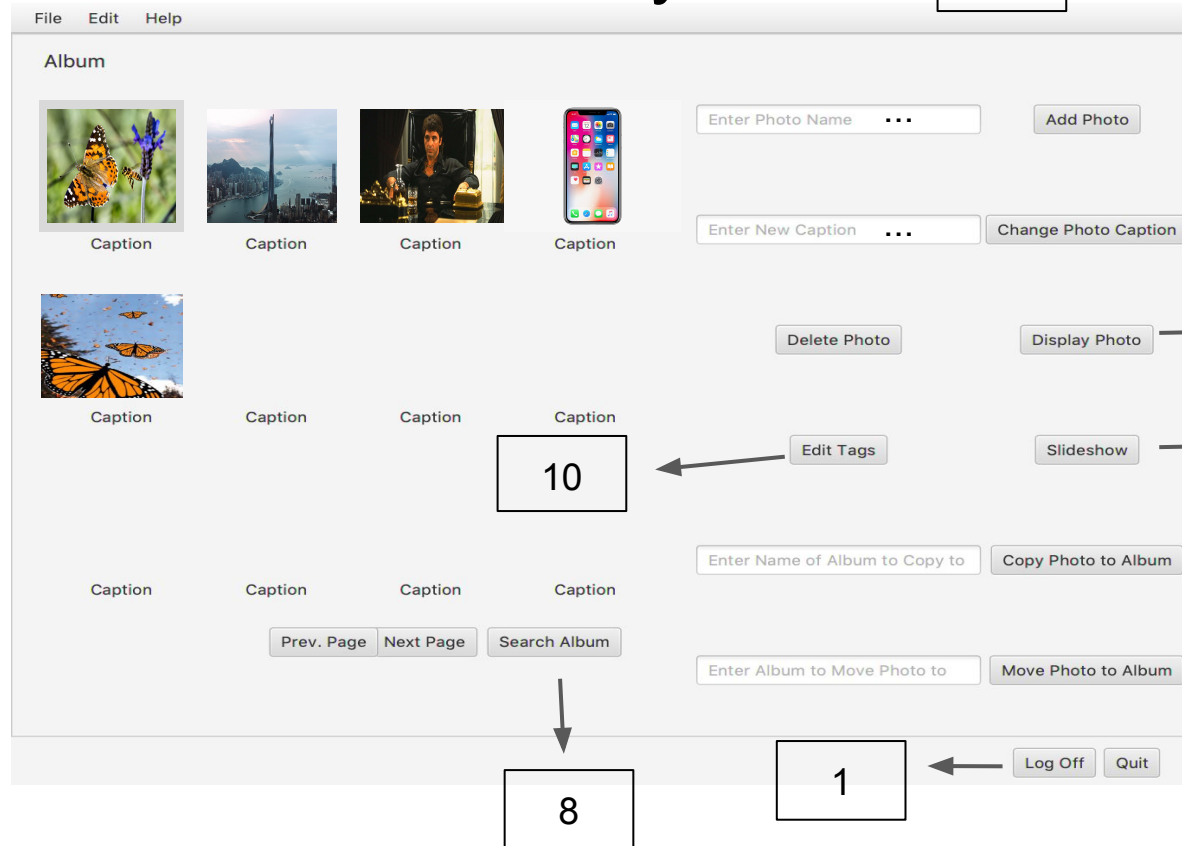 File Edit Help
Album
Enter Photo Name ... Add Photo
Caption Caption Caption Caption
Enter New Caption ... Change Photo Caption
Delete Photo Display Photo
Caption Caption Caption Caption
10
Edit Tags Slideshow
Enter Name of Album to Copy to Copy Photo to Album
Caption Caption Caption Caption
Prev. Page Next Page Search Album
Enter Album to Move Photo to Move Photo to Album
1
Log Off Quit
8